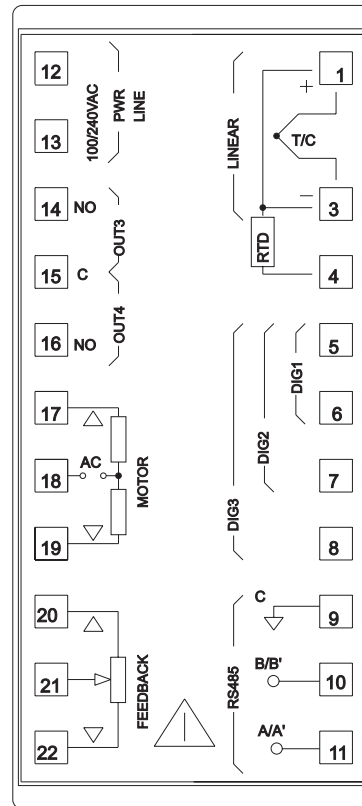 12
13
100/240VAC
PWR
LINE
14 NO
15 C
16 NO
OUT3
OUT4
17
18 AC
19
MOTOR
20
21
22
FEEDBACK
1
+
T/C
LINEAR
−
3
RTD
4
5
6
7
8
DIG1
DIG2
DIG3
C
9
B/B'
10
A/A'
11
RS485